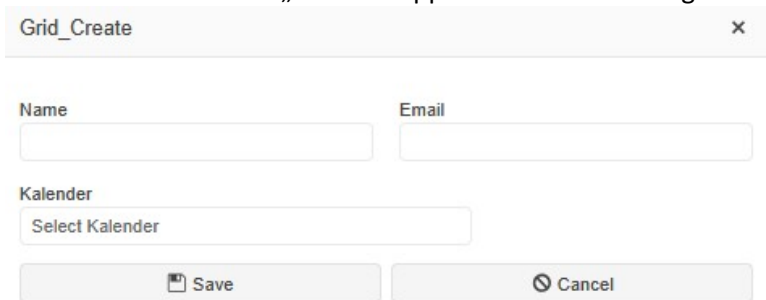 Grid_Create ×
Name Email
Kalender
Select Kalender
Save Cancel